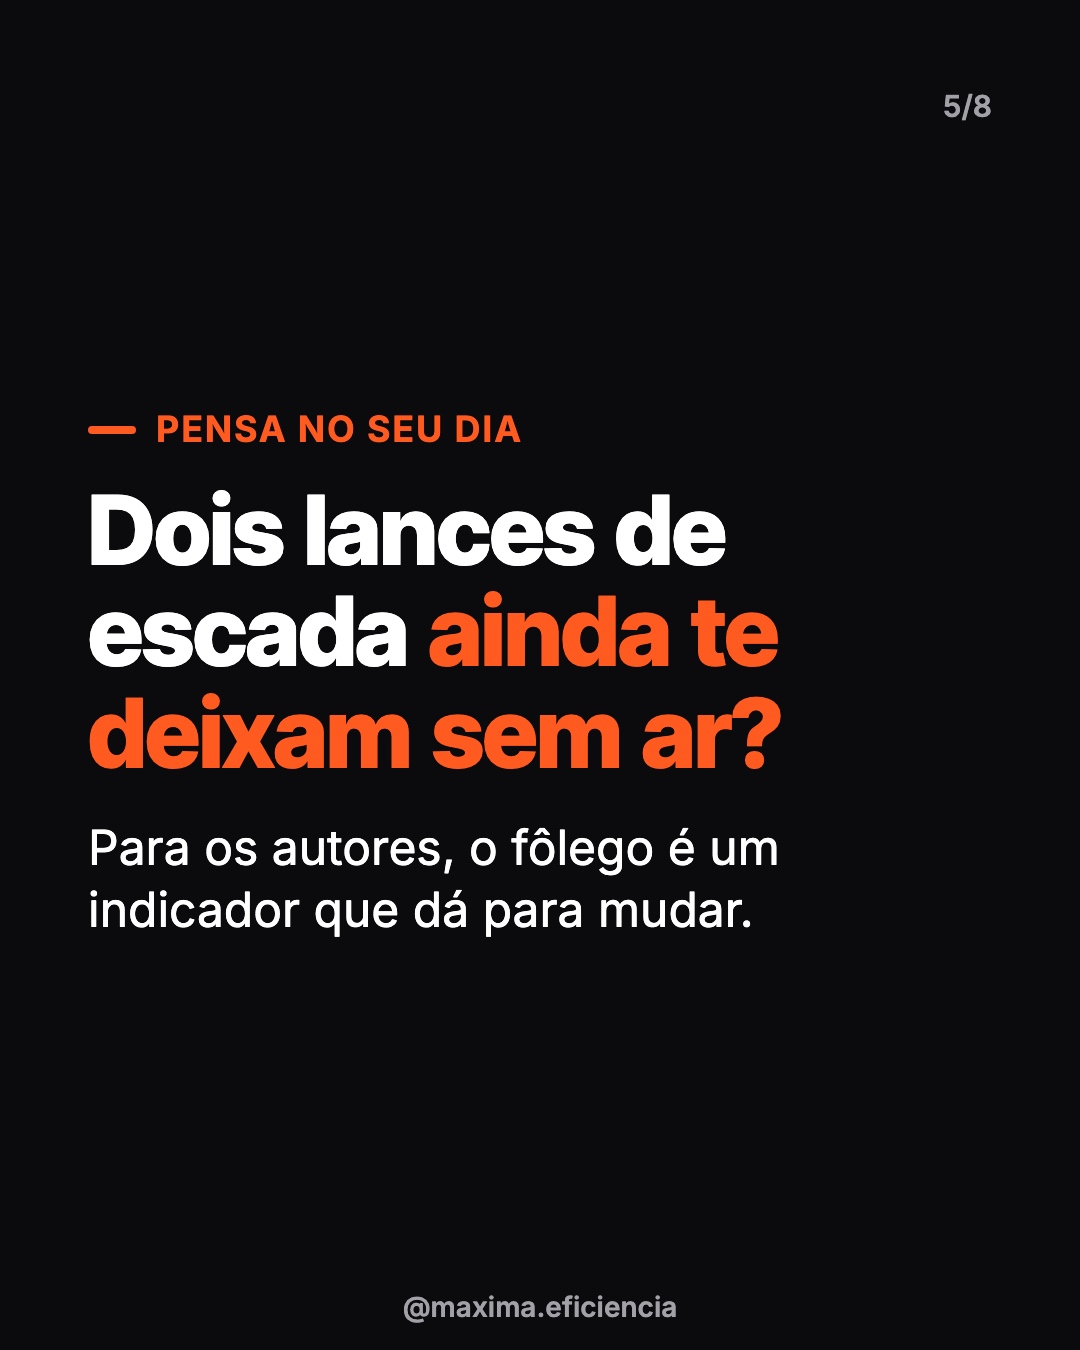 5/8
PENSA NO SEU DIA
Dois lances de
escada ainda te
deixam sem ar?
Para os autores, o fôlego é um
indicador que dá para mudar.
@maxima.eficiencia